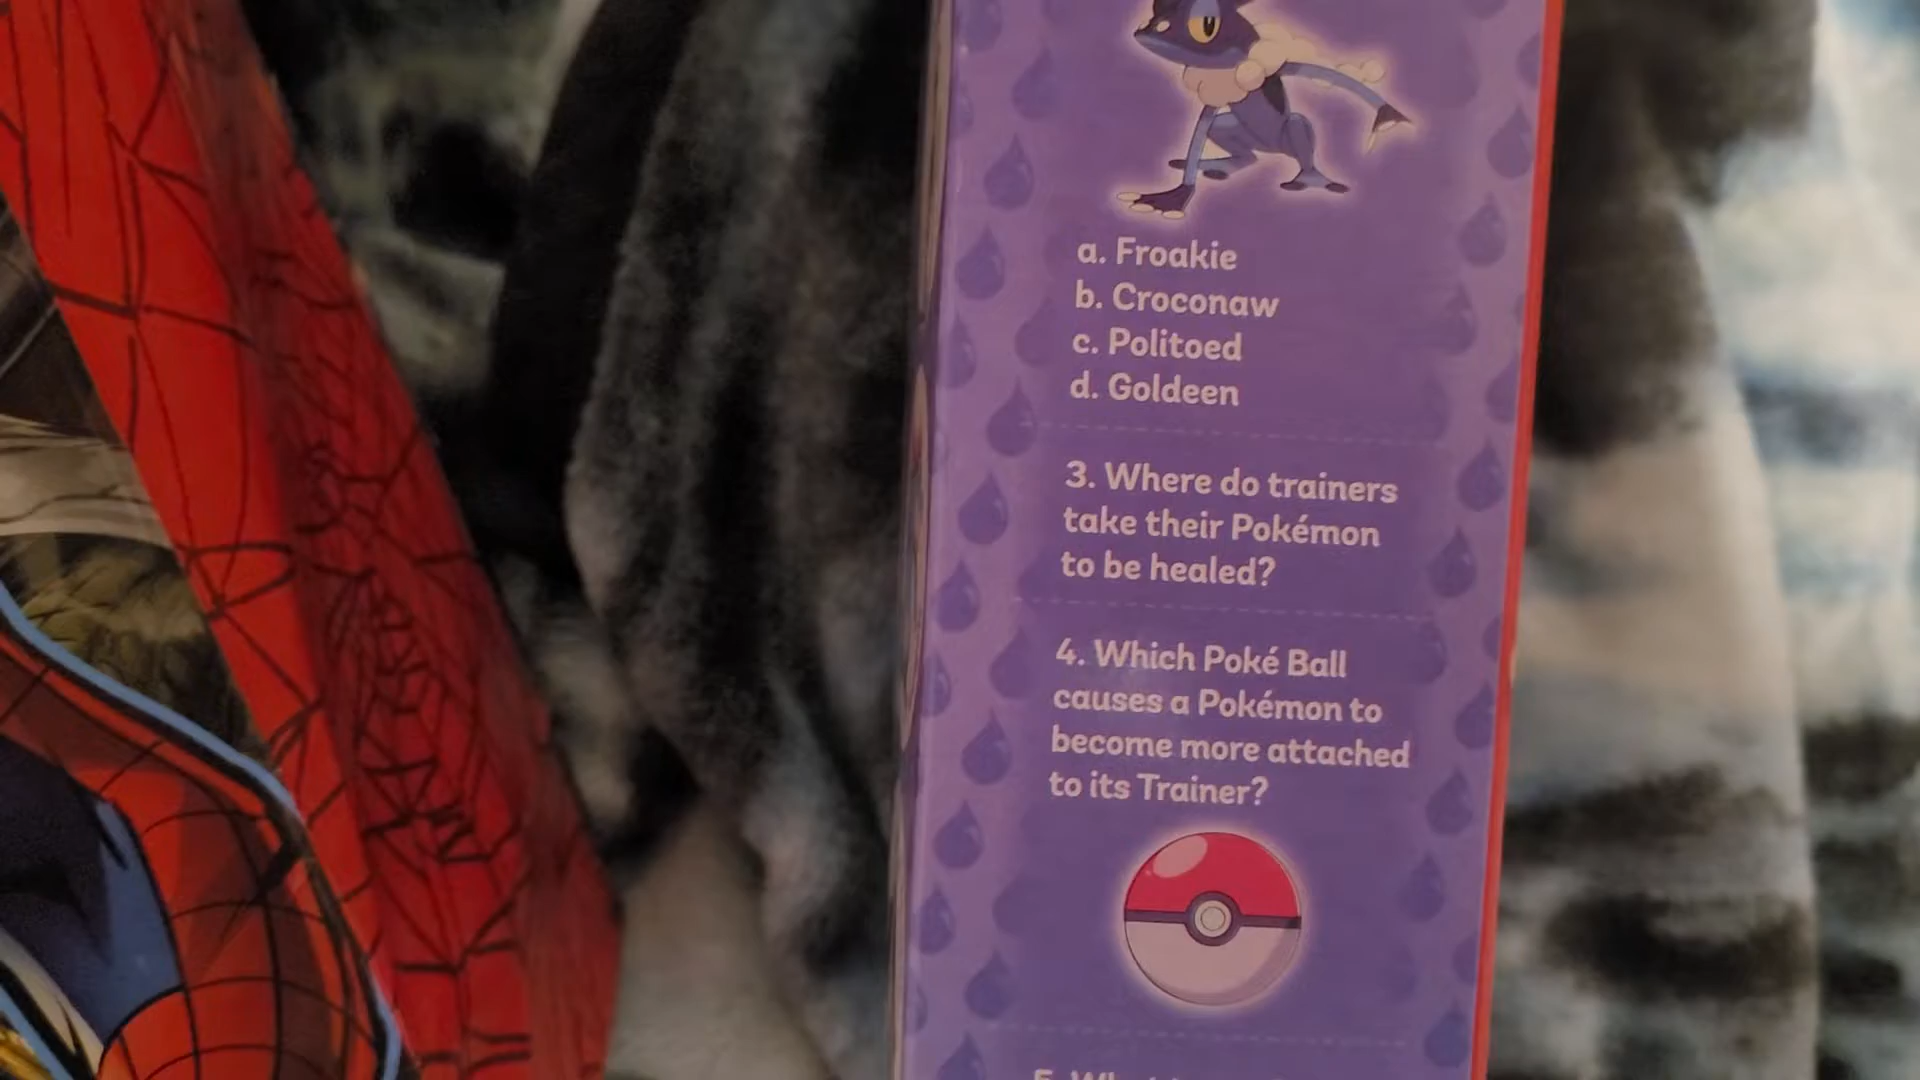 a. Froakie
b. Croconaw
c. Politoed
d. Goldeen
3. Where do trainers
take their Pokémon
to be healed?
4. Which Poké Ball
causes a Pokémon to
become more attached
to its Trainer?